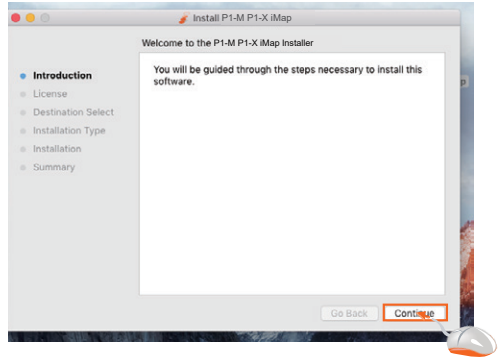 Install P1-M P1-X iMap
Welcome to the P1-M P1-X iMap Installer
Introduction
License
Destination Select
Installation Type
Installation
Summary
You will be guided through the steps necessary to install this
software.
Go Back
Continue